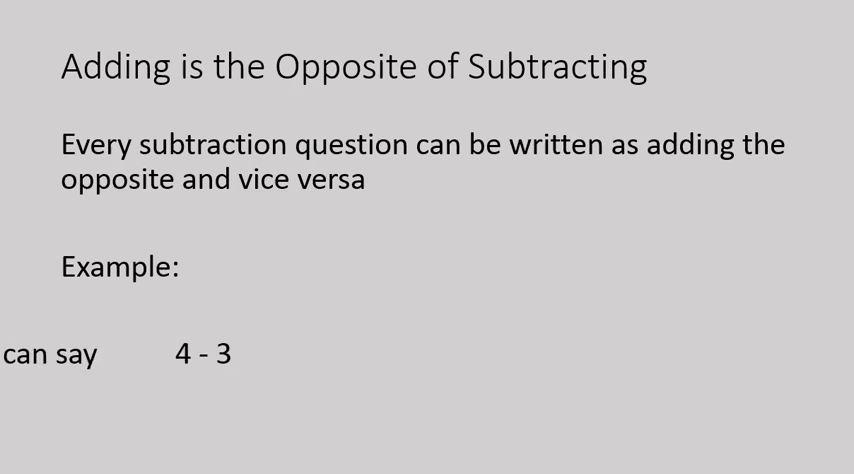 Adding is the Opposite of Subtracting
Every subtraction question can be written as adding the
opposite and vice versa
Example:
can say 4 - 3